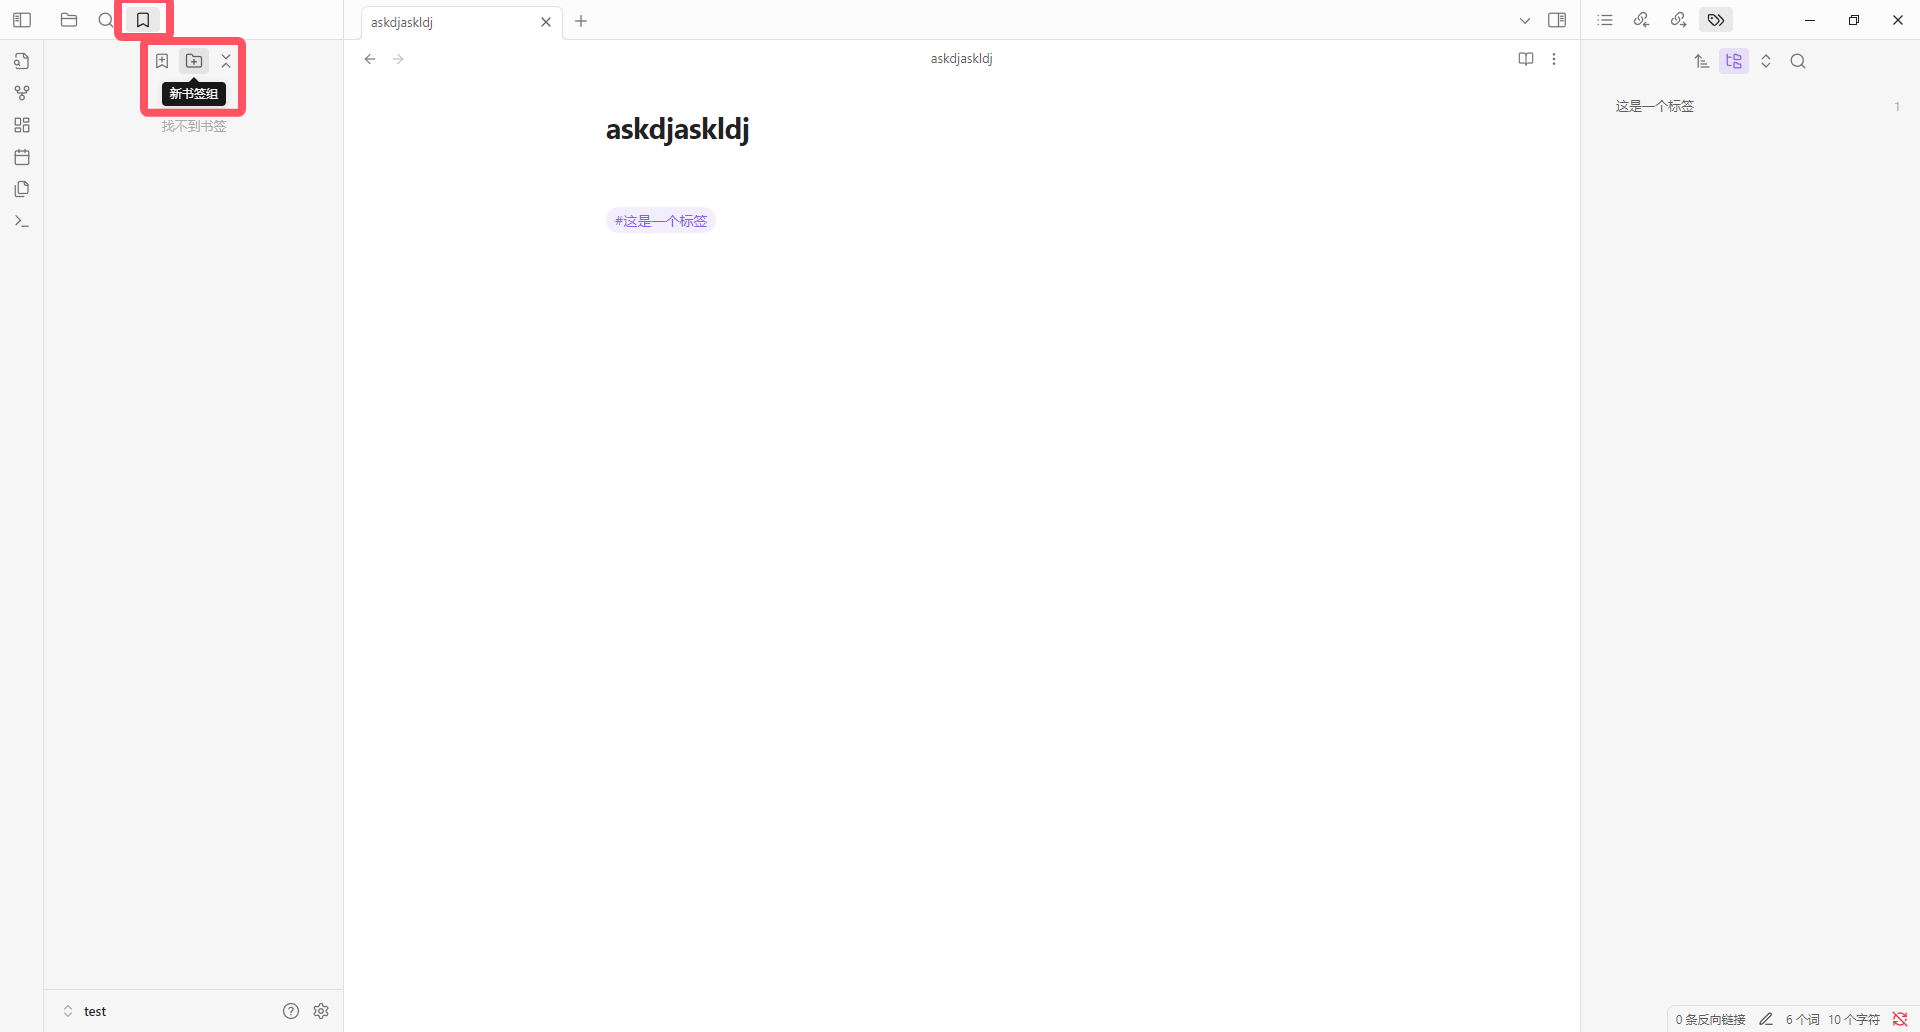 askdjaskldj
新书签组
找不到书签
askdjaskldj
askdjaskldj
#这是一个标签
这是一个标签 1
test
0 条反向链接 6 个词 10 个字符